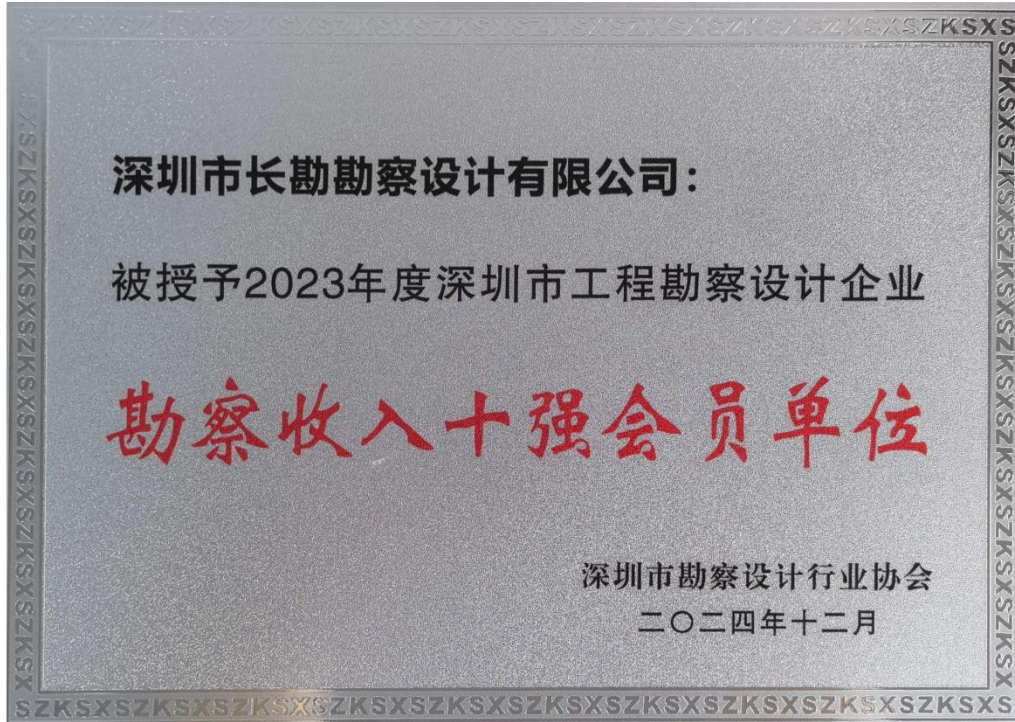 SZKSXSZKSXSZKSXSZKSXSZKSXSZKSXSZKSXS
深圳市长勘勘察设计有限公司：
被授予2023年度深圳市工程勘察设计企业
勘察收入十强会员单位
深圳市勘察设计行业协会
二〇二四年十二月
SZKSXSZKSXSZKSXSZKSXSZKSXSZKSXSZKSXS